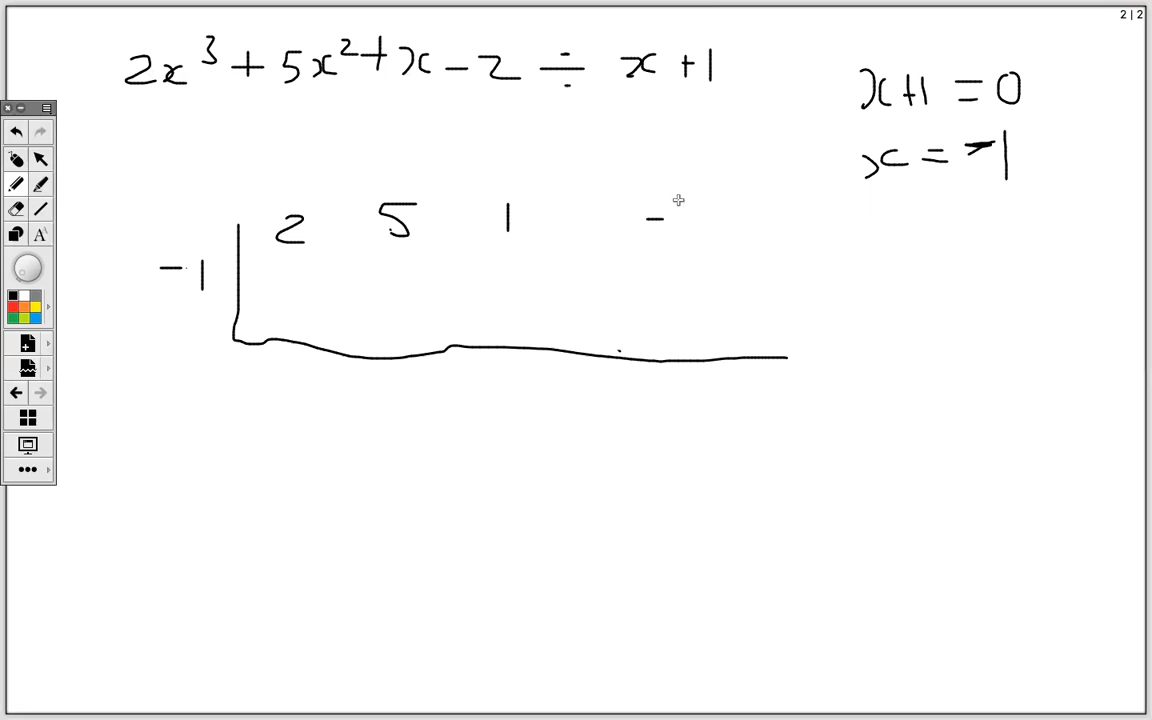 2 | 2
2x³ + 5x² + x - 2 ÷ x + 1
x+1 = 0
x = -1
2 5 1 -
-1
A